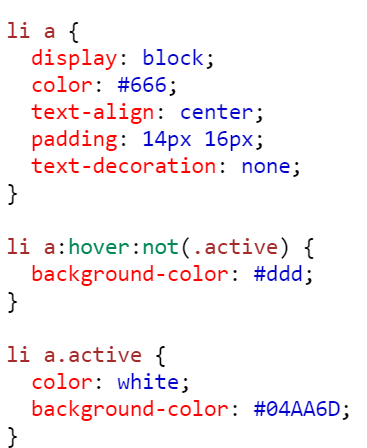 li a {
  display: block;
  color: #666;
  text-align: center;
  padding: 14px 16px;
  text-decoration: none;
}

li a:hover:not(.active) {
  background-color: #ddd;
}

li a.active {
  color: white;
  background-color: #04AA6D;
}